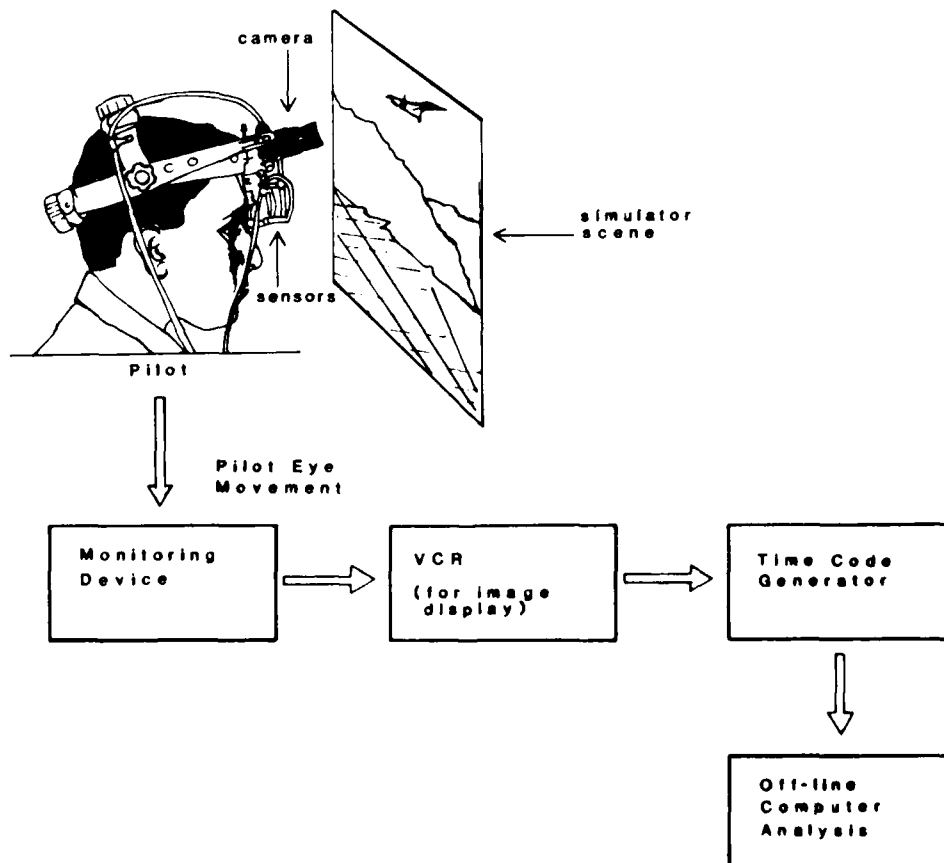 camera
simulator
scene
sensors
Pilot
Pilot Eye
Movement
Monitoring
Device
VCR
(for image
display)
Time Code
Generator
Off-line
Computer
Analysis